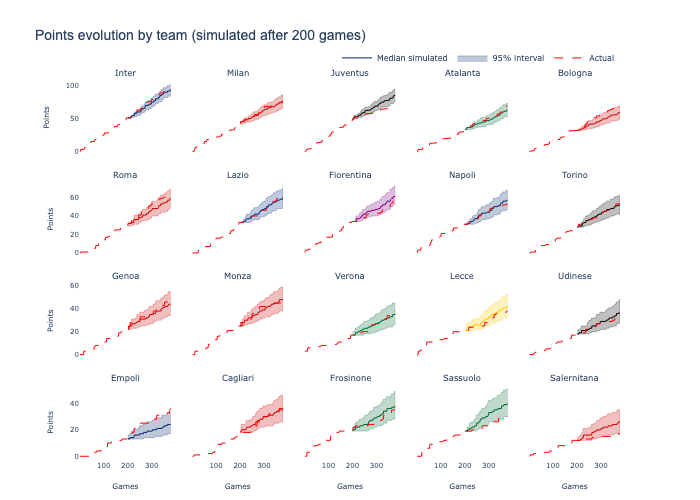 Points evolution by team (simulated after 200 games)
Median simulated 95% interval Actual
Inter Milan Juventus Atalanta Bologna
100
50
0
Points
Roma Lazio Fiorentina Napoli Torino
60
40
20
0
Points
Genoa Monza Verona Lecce Udinese
60
40
20
0
Points
Empoli Cagliari Frosinone Sassuolo Salernitana
40
20
0
Points
100 200 300 100 200 300 100 200 300 100 200 300 100 200 300
Games Games Games Games Games